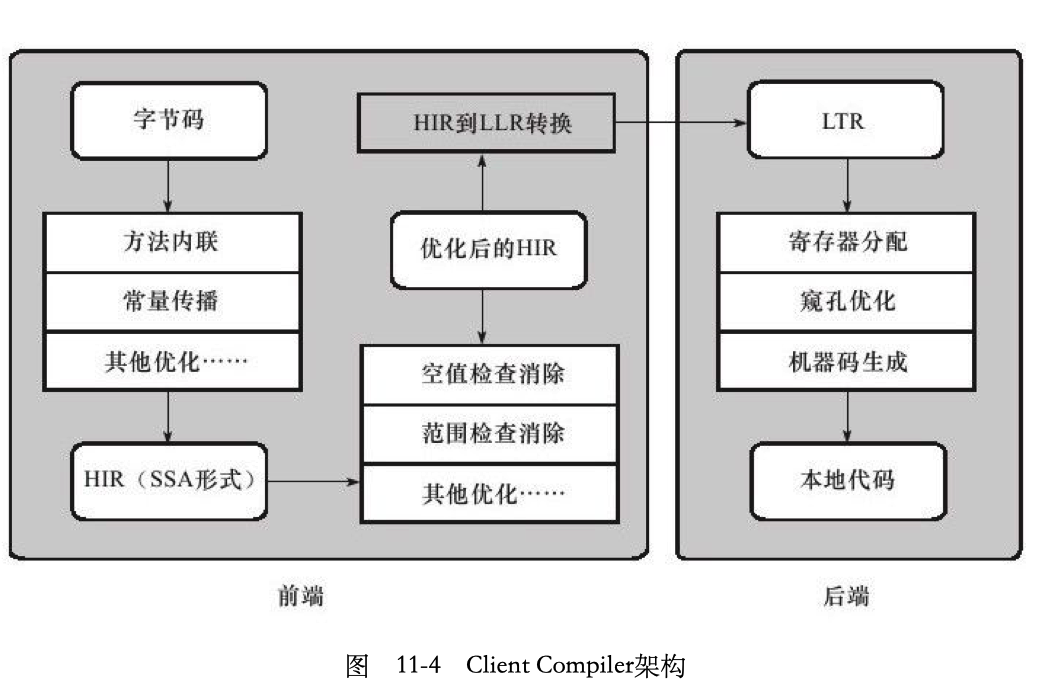 字节码
方法内联
常量传播
其他优化……
HIR（SSA形式）
HIR到LLR转换
优化后的HIR
空值检查消除
范围检查消除
其他优化……
前端
LTR
寄存器分配
窥孔优化
机器码生成
本地代码
后端
图 11-4 Client Compiler架构